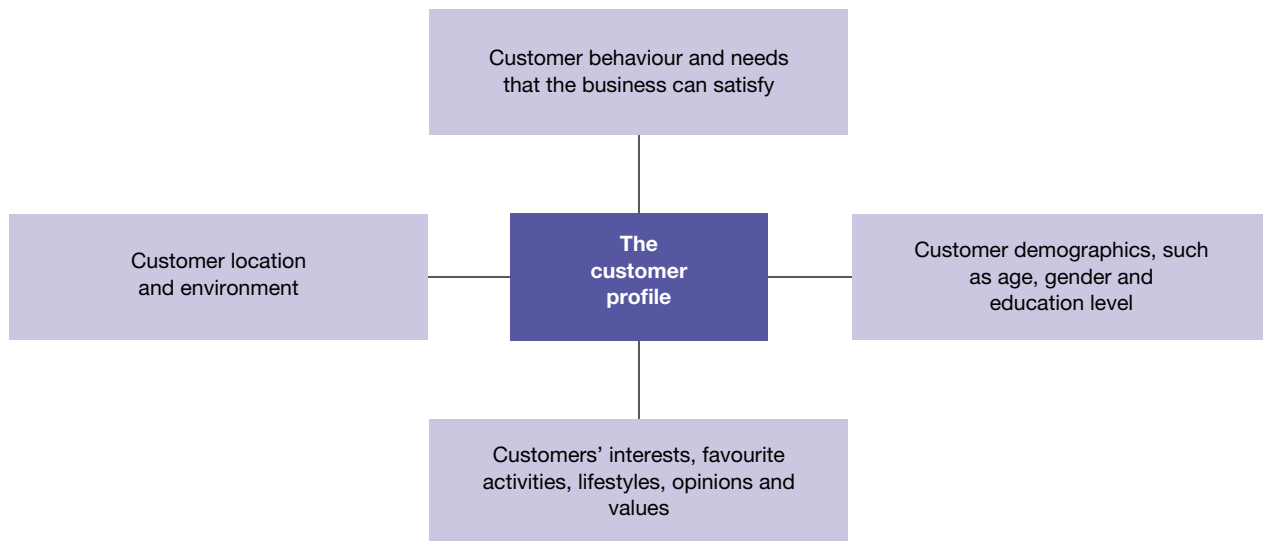 Customer behaviour and needs
that the business can satisfy
Customer location
and environment
The
customer
profile
Customer demographics, such
as age, gender and
education level
Customers’ interests, favourite
activities, lifestyles, opinions and
values